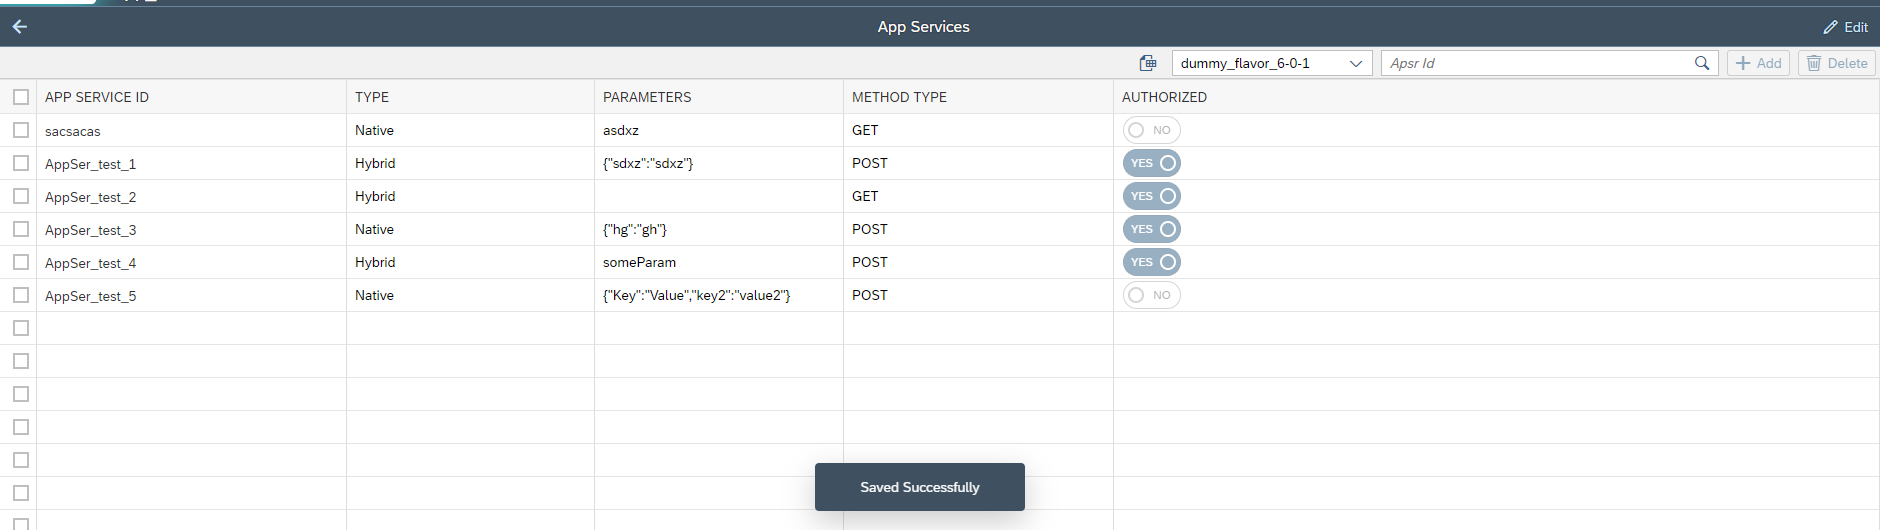 App Services
Edit
dummy_flavor_6-0-1 Apsr Id Add Delete
APP SERVICE ID TYPE PARAMETERS METHOD TYPE AUTHORIZED
sacsacas Native asdxz GET NO
AppSer_test_1 Hybrid {"sdxz":"sdxz"} POST YES
AppSer_test_2 Hybrid GET YES
AppSer_test_3 Native {"hg":"gh"} POST YES
AppSer_test_4 Hybrid someParam POST YES
AppSer_test_5 Native {"Key":"Value","key2":"value2"} POST NO
Saved Successfully